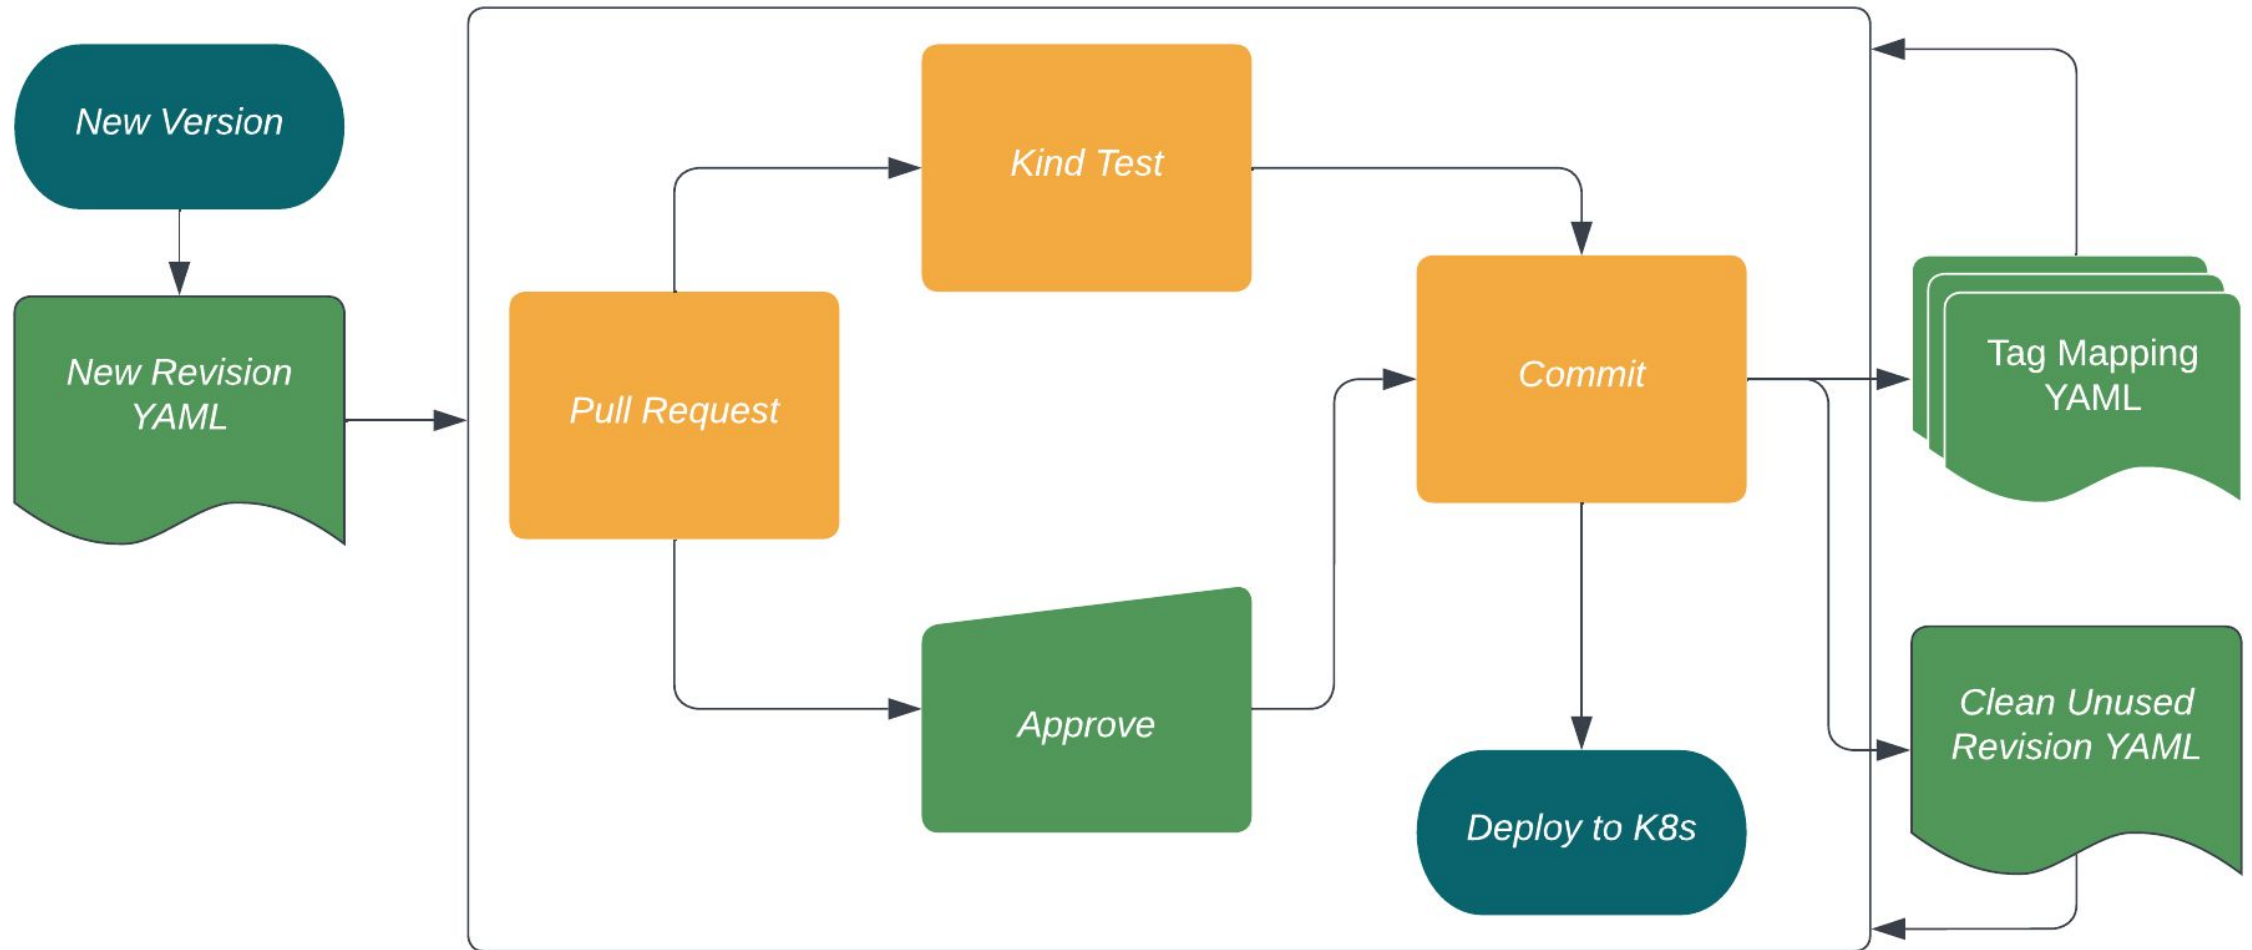 New Version
New Revision
YAML
Pull Request
Kind Test
Approve
Commit
Deploy to K8s
Tag Mapping
YAML
Clean Unused
Revision YAML